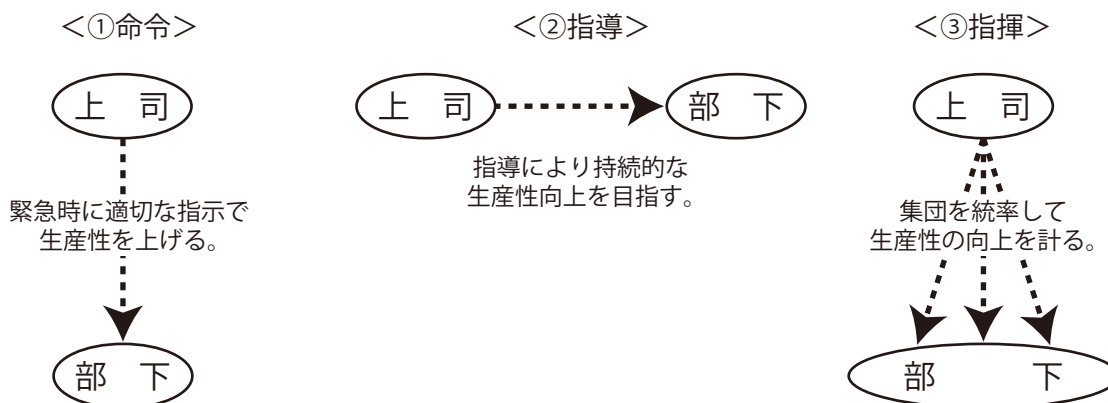 <①命令>
上 司
緊急時に適切な指示で
生産性を上げる。
部 下
<②指導>
上 司
部 下
指導により持続的な
生産性向上を目指す。
<③指揮>
上 司
集団を統率して
生産性の向上を計る。
部 下